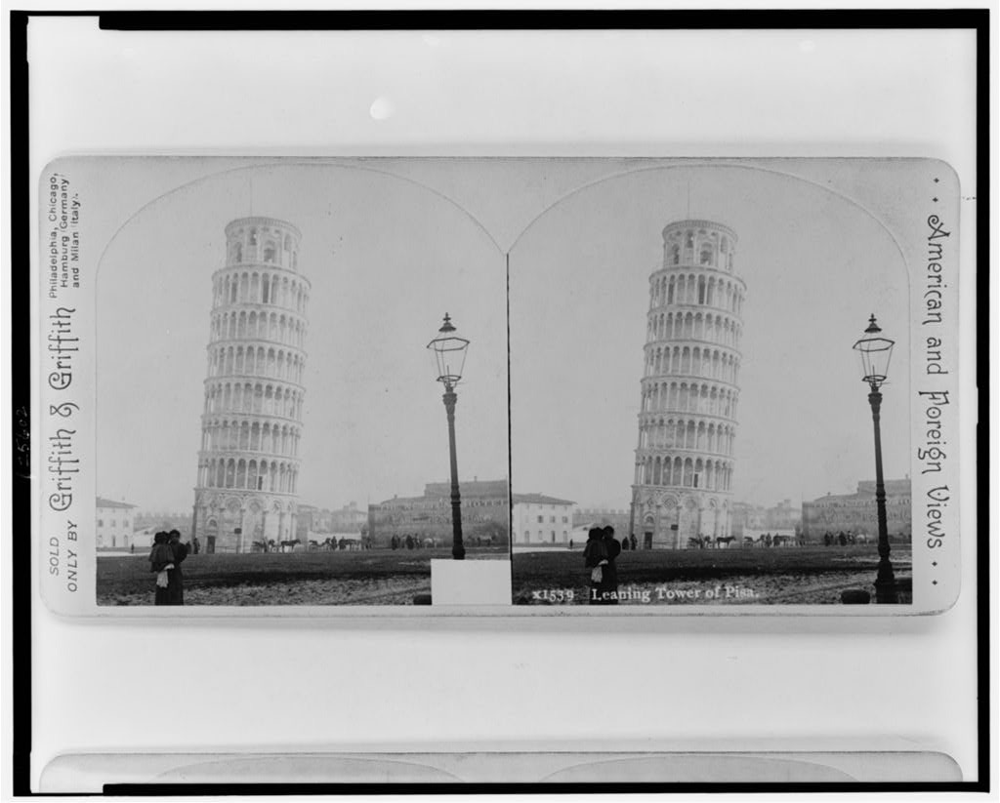 SOLD
ONLY BY
Griffith & Griffith
Philadelphia, Chicago,
Hamburg (Germany)
and Milan (Italy).
x1539 Leaning Tower of Pisa.
American and Foreign Views